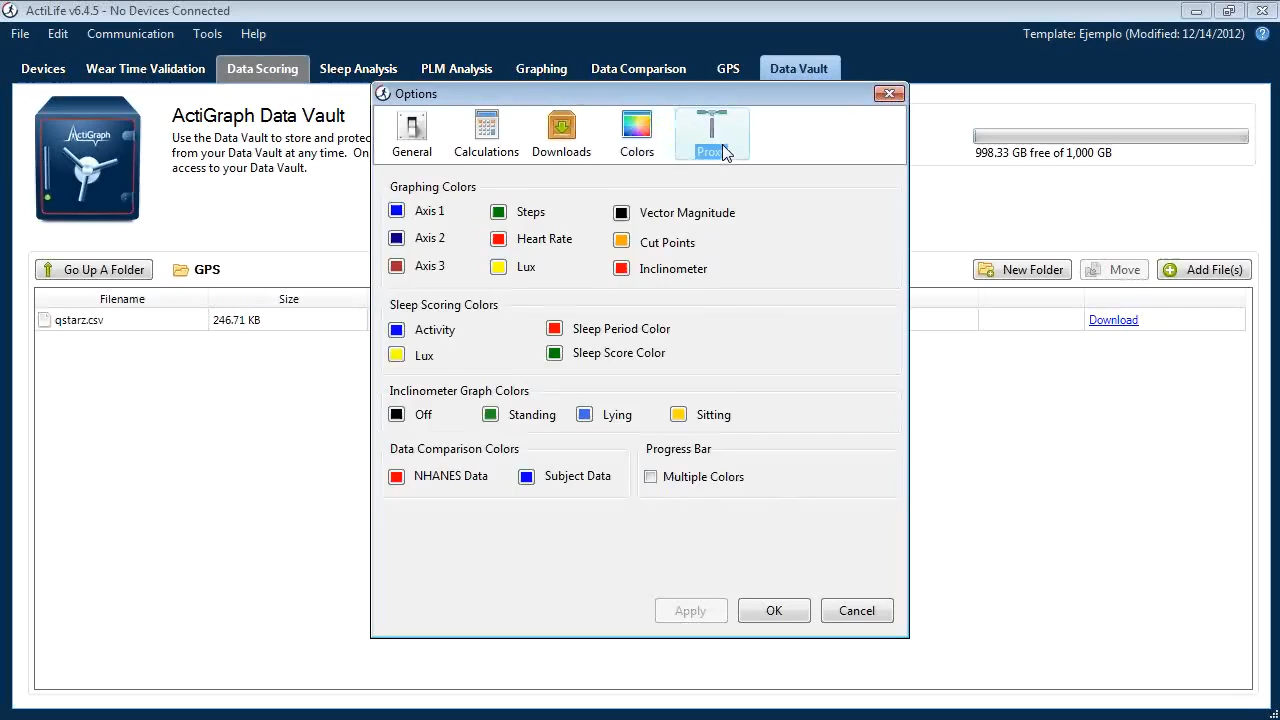 ActiLife v6.4.5 - No Devices Connected
File Edit Communication Tools Help
Template: Ejemplo (Modified: 12/14/2012)
Devices Wear Time Validation Data Scoring Sleep Analysis PLM Analysis Graphing Data Comparison GPS Data Vault
ActiGraph
ActiGraph Data Vault
Use the Data Vault to store and protec
from your Data Vault at any time. On
access to your Data Vault.
998.33 GB free of 1,000 GB
Go Up A Folder GPS
New Folder Move Add File(s)
Filename Size
qstarz.csv 246.71 KB Download
Options
General Calculations Downloads Colors
Graphing Colors
Axis 1 Steps Vector Magnitude
Axis 2 Heart Rate Cut Points
Axis 3 Lux Inclinometer
Sleep Scoring Colors
Activity Sleep Period Color
Lux Sleep Score Color
Inclinometer Graph Colors
Off Standing Lying Sitting
Data Comparison Colors Progress Bar
NHANES Data Subject Data Multiple Colors
Apply OK Cancel